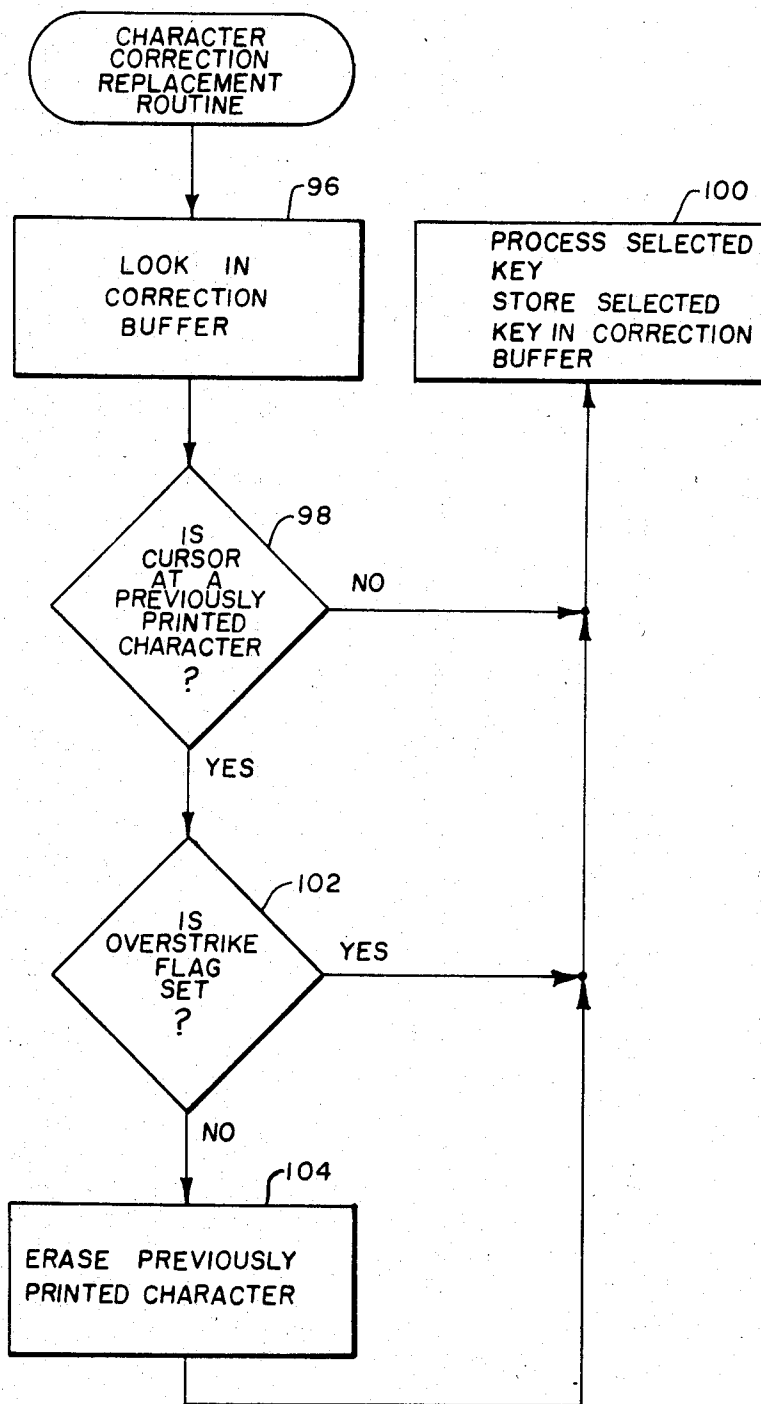 CHARACTER
CORRECTION
REPLACEMENT
ROUTINE
96
LOOK IN
CORRECTION
BUFFER
100
PROCESS SELECTED
KEY
STORE SELECTED
KEY IN CORRECTION
BUFFER
98
IS
CURSOR
AT A
PREVIOUSLY
PRINTED
CHARACTER
?
NO
YES
102
IS
OVERSTRIKE
FLAG
SET
?
YES
NO
104
ERASE PREVIOUSLY
PRINTED CHARACTER